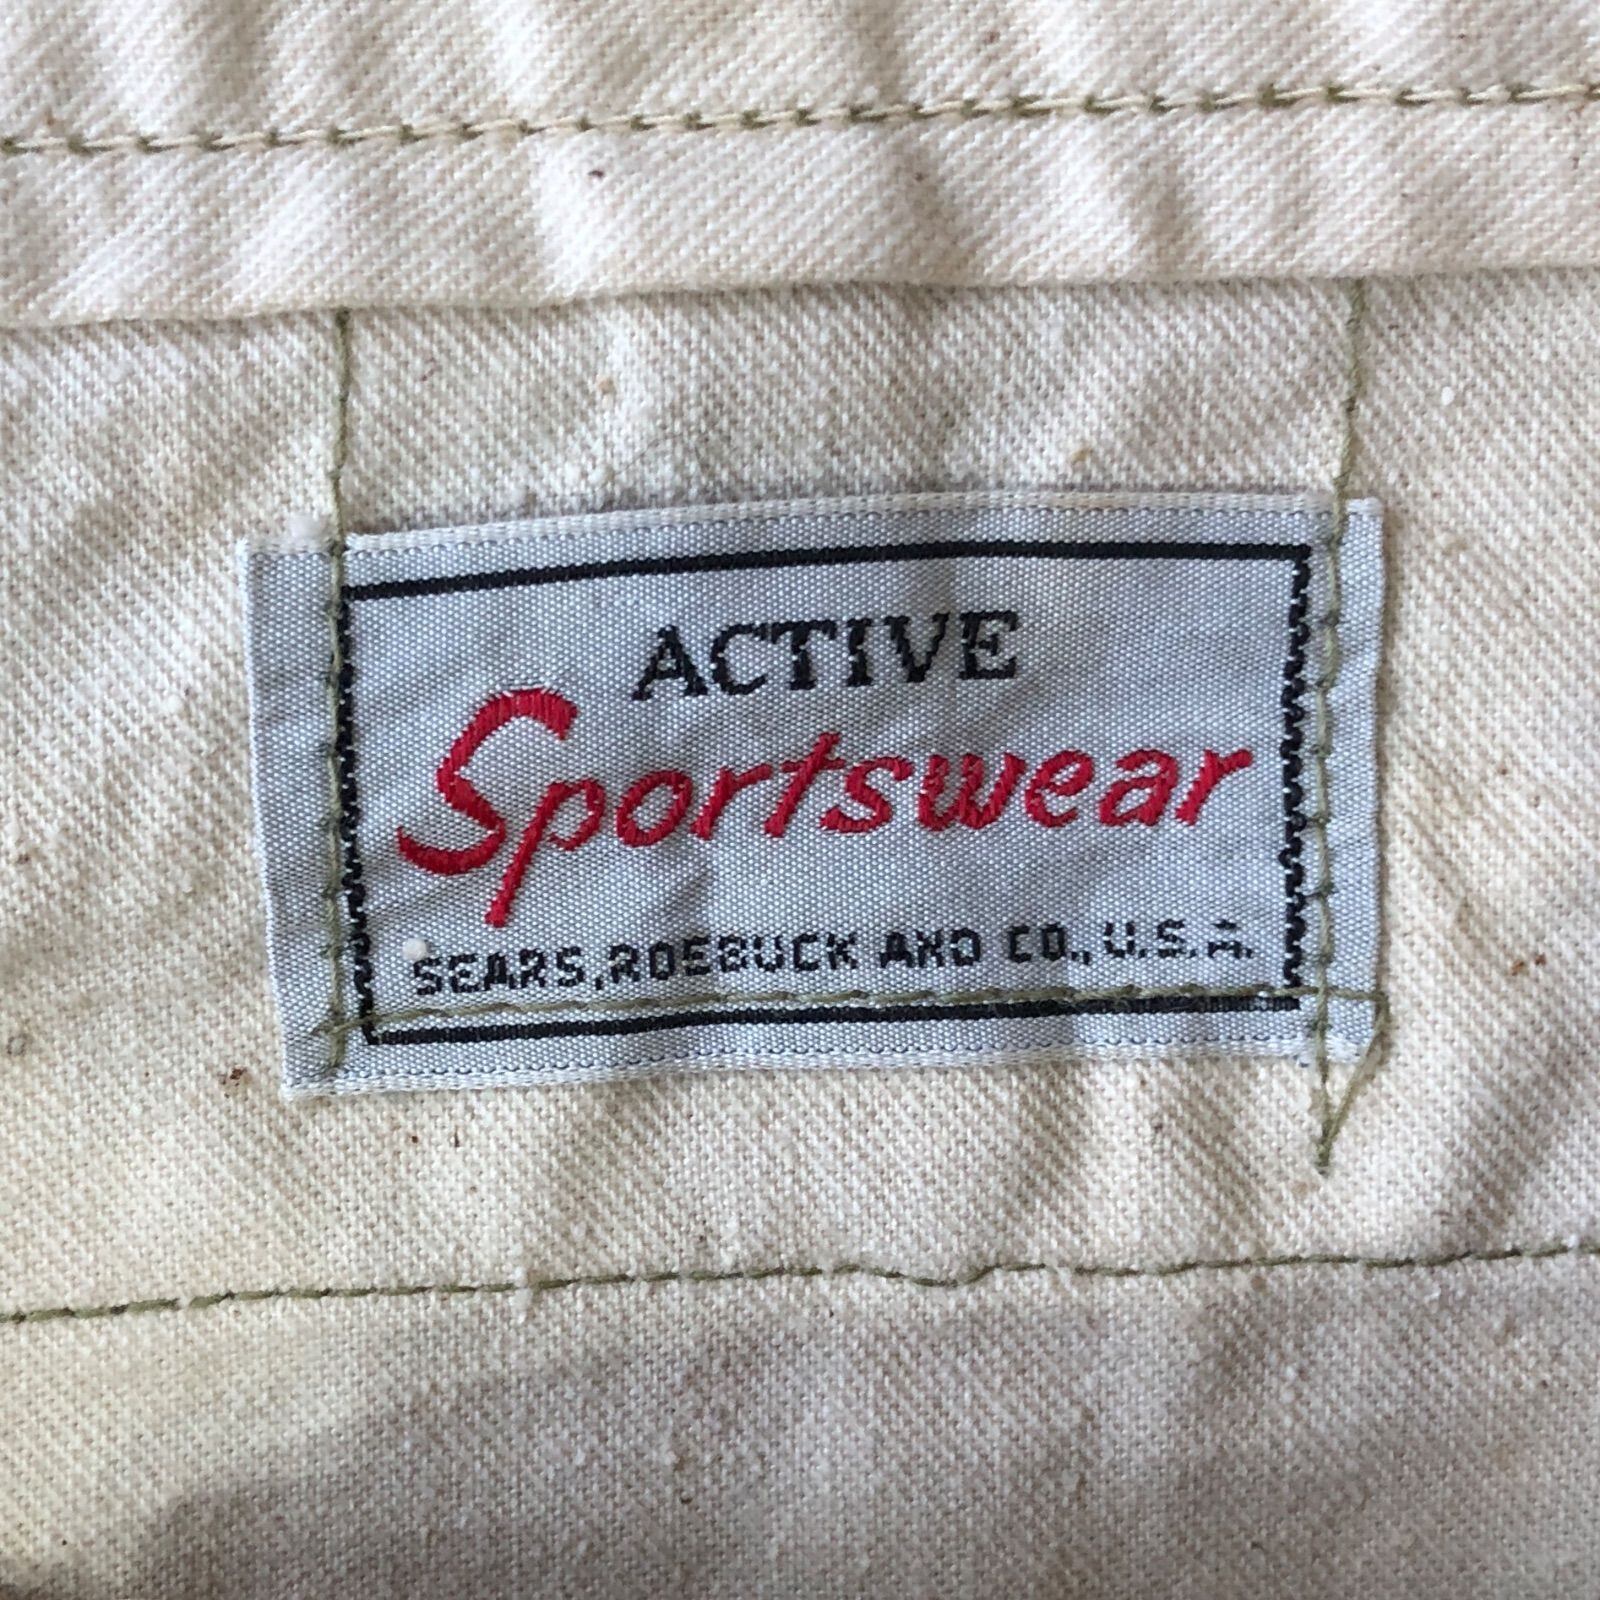 ACTIVE
Sportswear
SEARS, ROEBUCK AND CO., U.S.A.